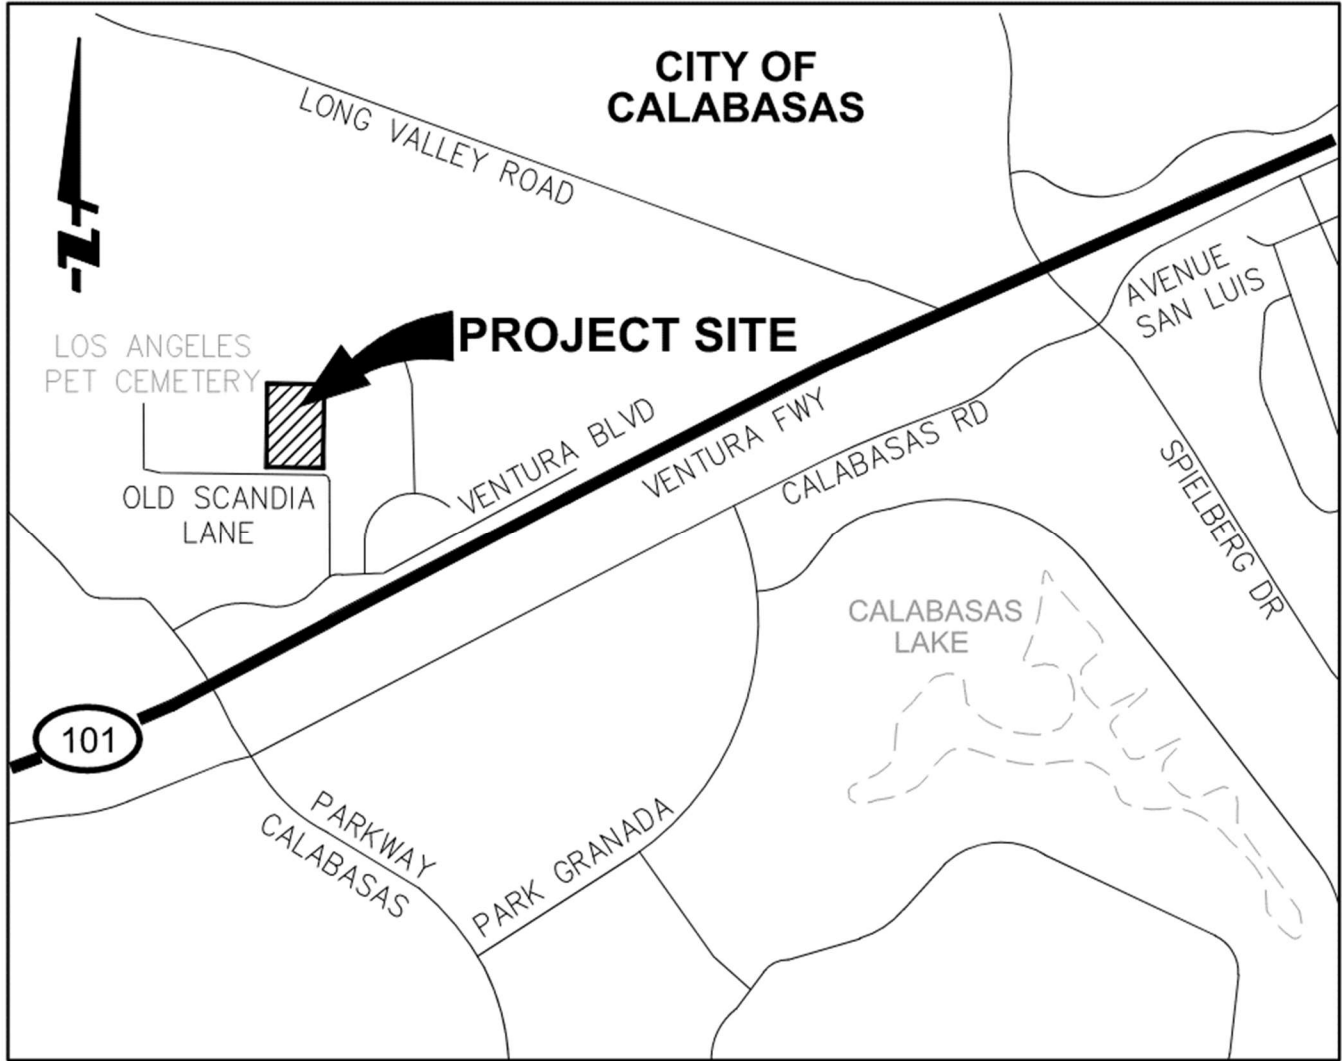 CITY OF
CALABASAS
LONG VALLEY ROAD
N
AVENUE
SAN LUIS
PROJECT SITE
LOS ANGELES
PET CEMETERY
VENTURA BLVD
VENTURA FWY
CALABASAS RD
OLD SCANDIA
LANE
SPIELBERG DR
CALABASAS
LAKE
101
PARKWAY
CALABASAS
PARK GRANADA